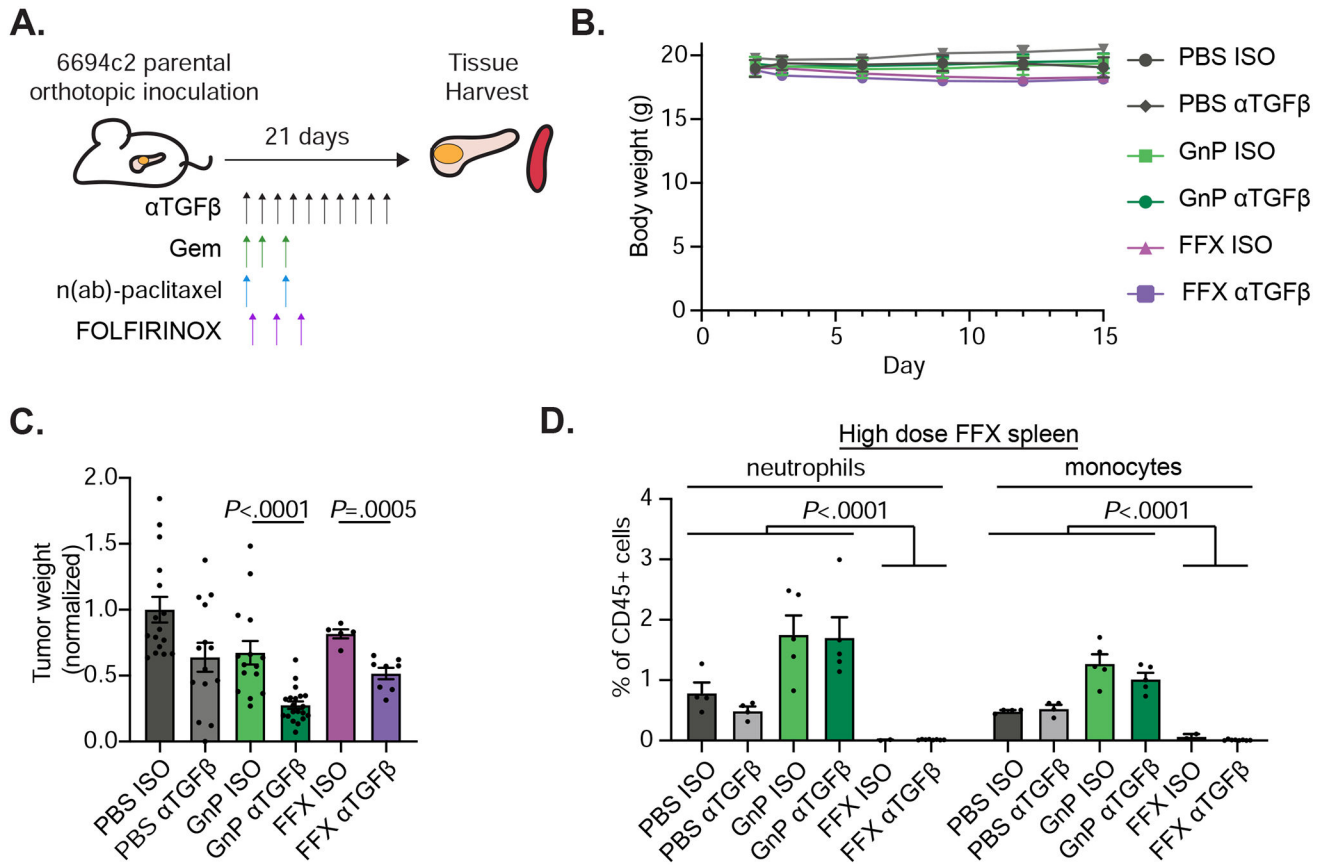 A.
6694c2 parental
orthotopic inoculation
Tissue
Harvest
21 days
αTGFβ
Gem
n(ab)-paclitaxel
FOLFIRINOX
B.
Body weight (g)
20
15
10
5
0
0 5 10 15
Day
PBS ISO
PBS αTGFβ
GnP ISO
GnP αTGFβ
FFX ISO
FFX αTGFβ
C.
Tumor weight
(normalized)
2.0
1.5
1.0
0.5
0.0
P<.0001 P=.0005
PBS ISO
PBS αTGFβ
GnP ISO
GnP αTGFβ
FFX ISO
FFX αTGFβ
D.
High dose FFX spleen
neutrophils monocytes
% of CD45+ cells
4
3
2
1
0
P<.0001 P<.0001
PBS ISO
PBS αTGFβ
GnP ISO
GnP αTGFβ
FFX ISO
FFX αTGFβ
PBS ISO
PBS αTGFβ
GnP ISO
GnP αTGFβ
FFX ISO
FFX αTGFβ